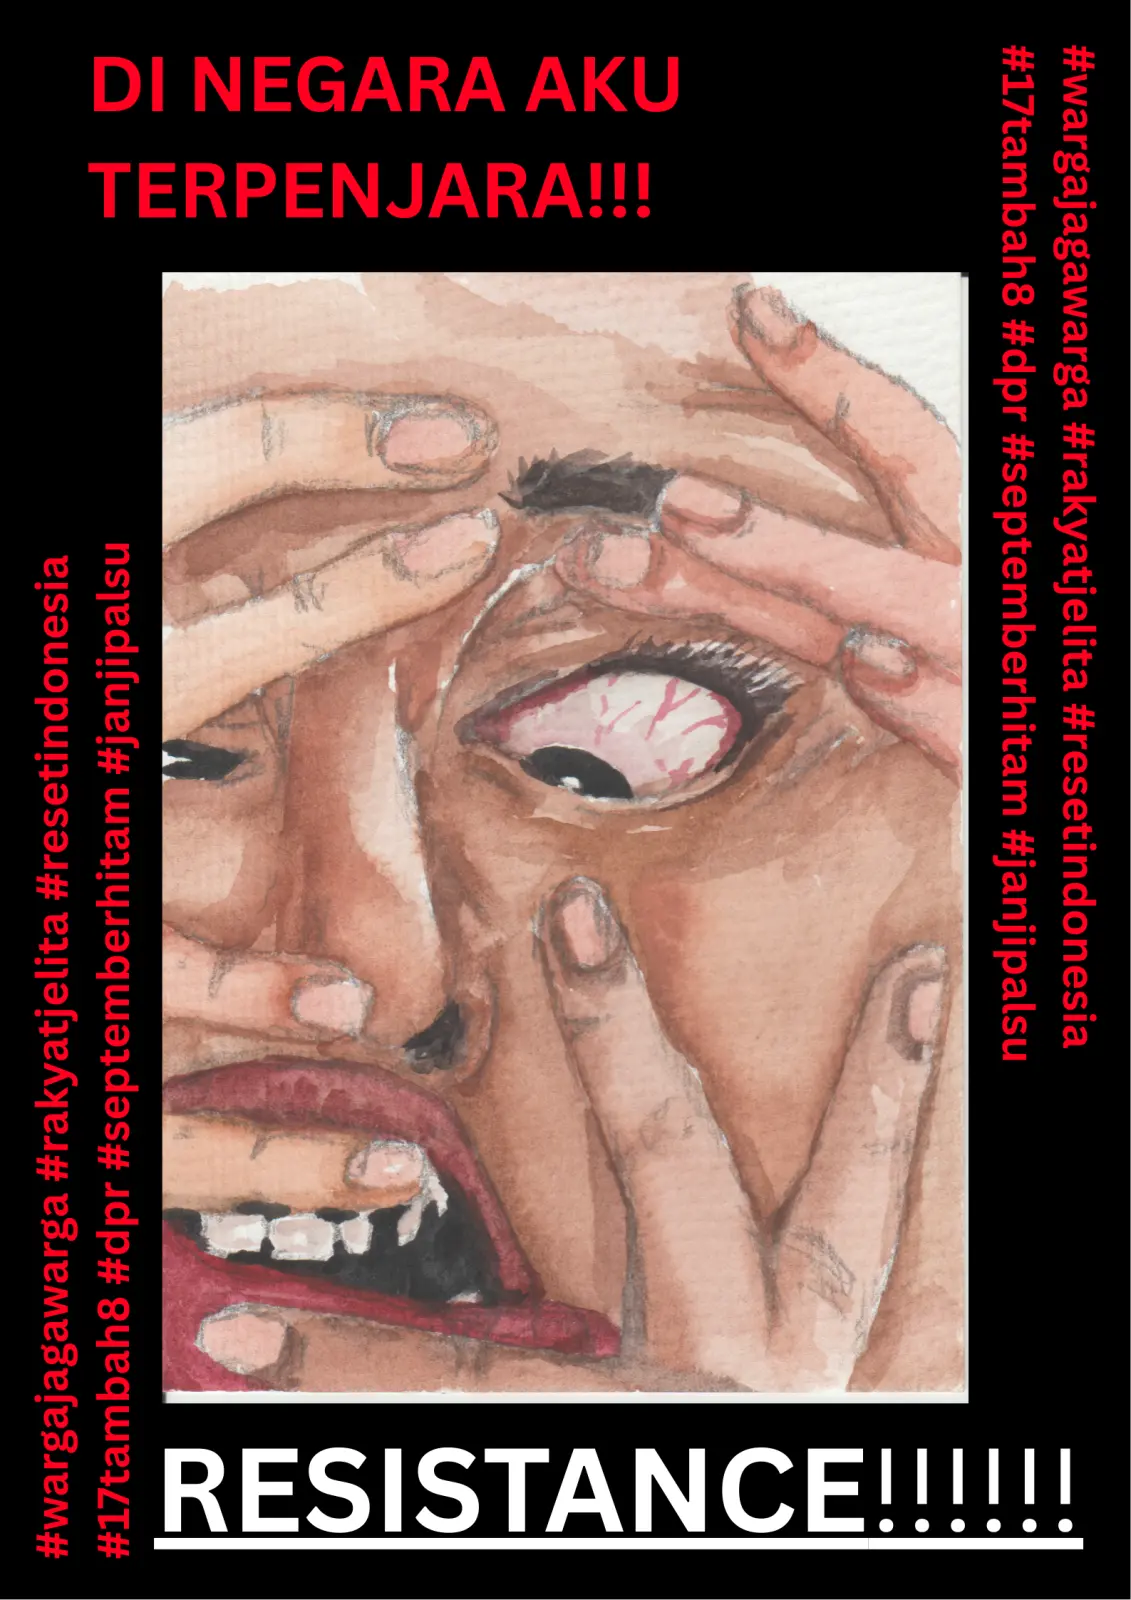 DI NEGARA AKU
TERPENJARA!!!
#wargajagawarga #rakyatjelita #resetindonesia
#17tambah8 #dpr #septemberhitam #janjipalsu
#wargajagawarga #rakyatjelita #resetindonesia
#17tambah8 #dpr #septemberhitam #janjipalsu
RESISTANCE!!!!!!